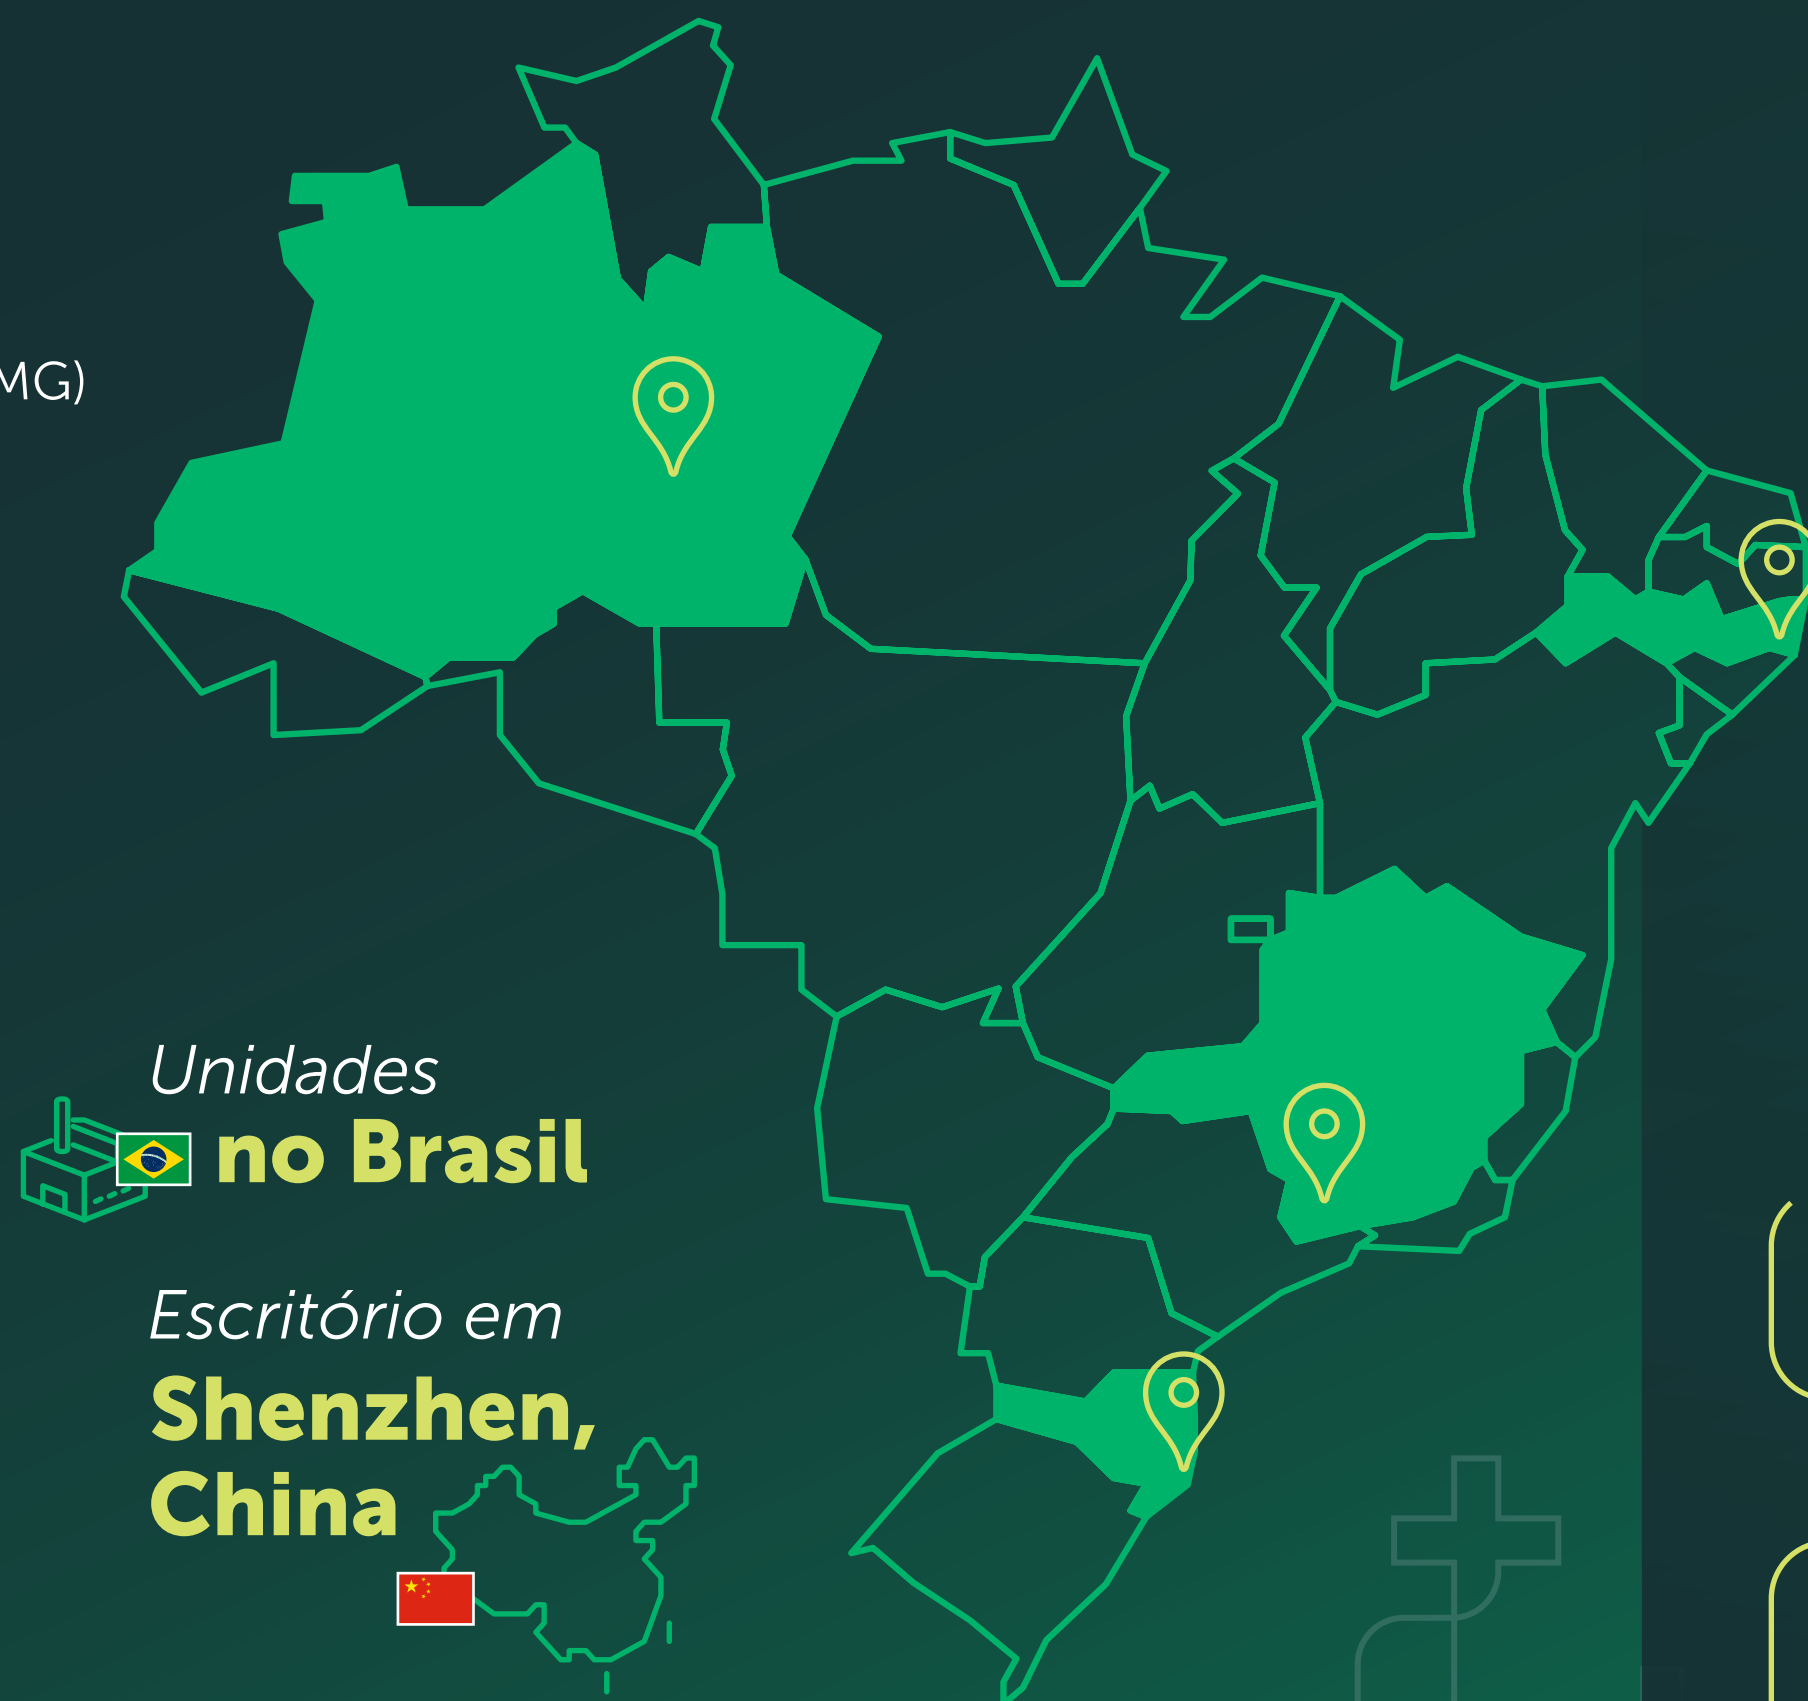 MG)
Unidades
no Brasil
Escritório em
Shenzhen,
China